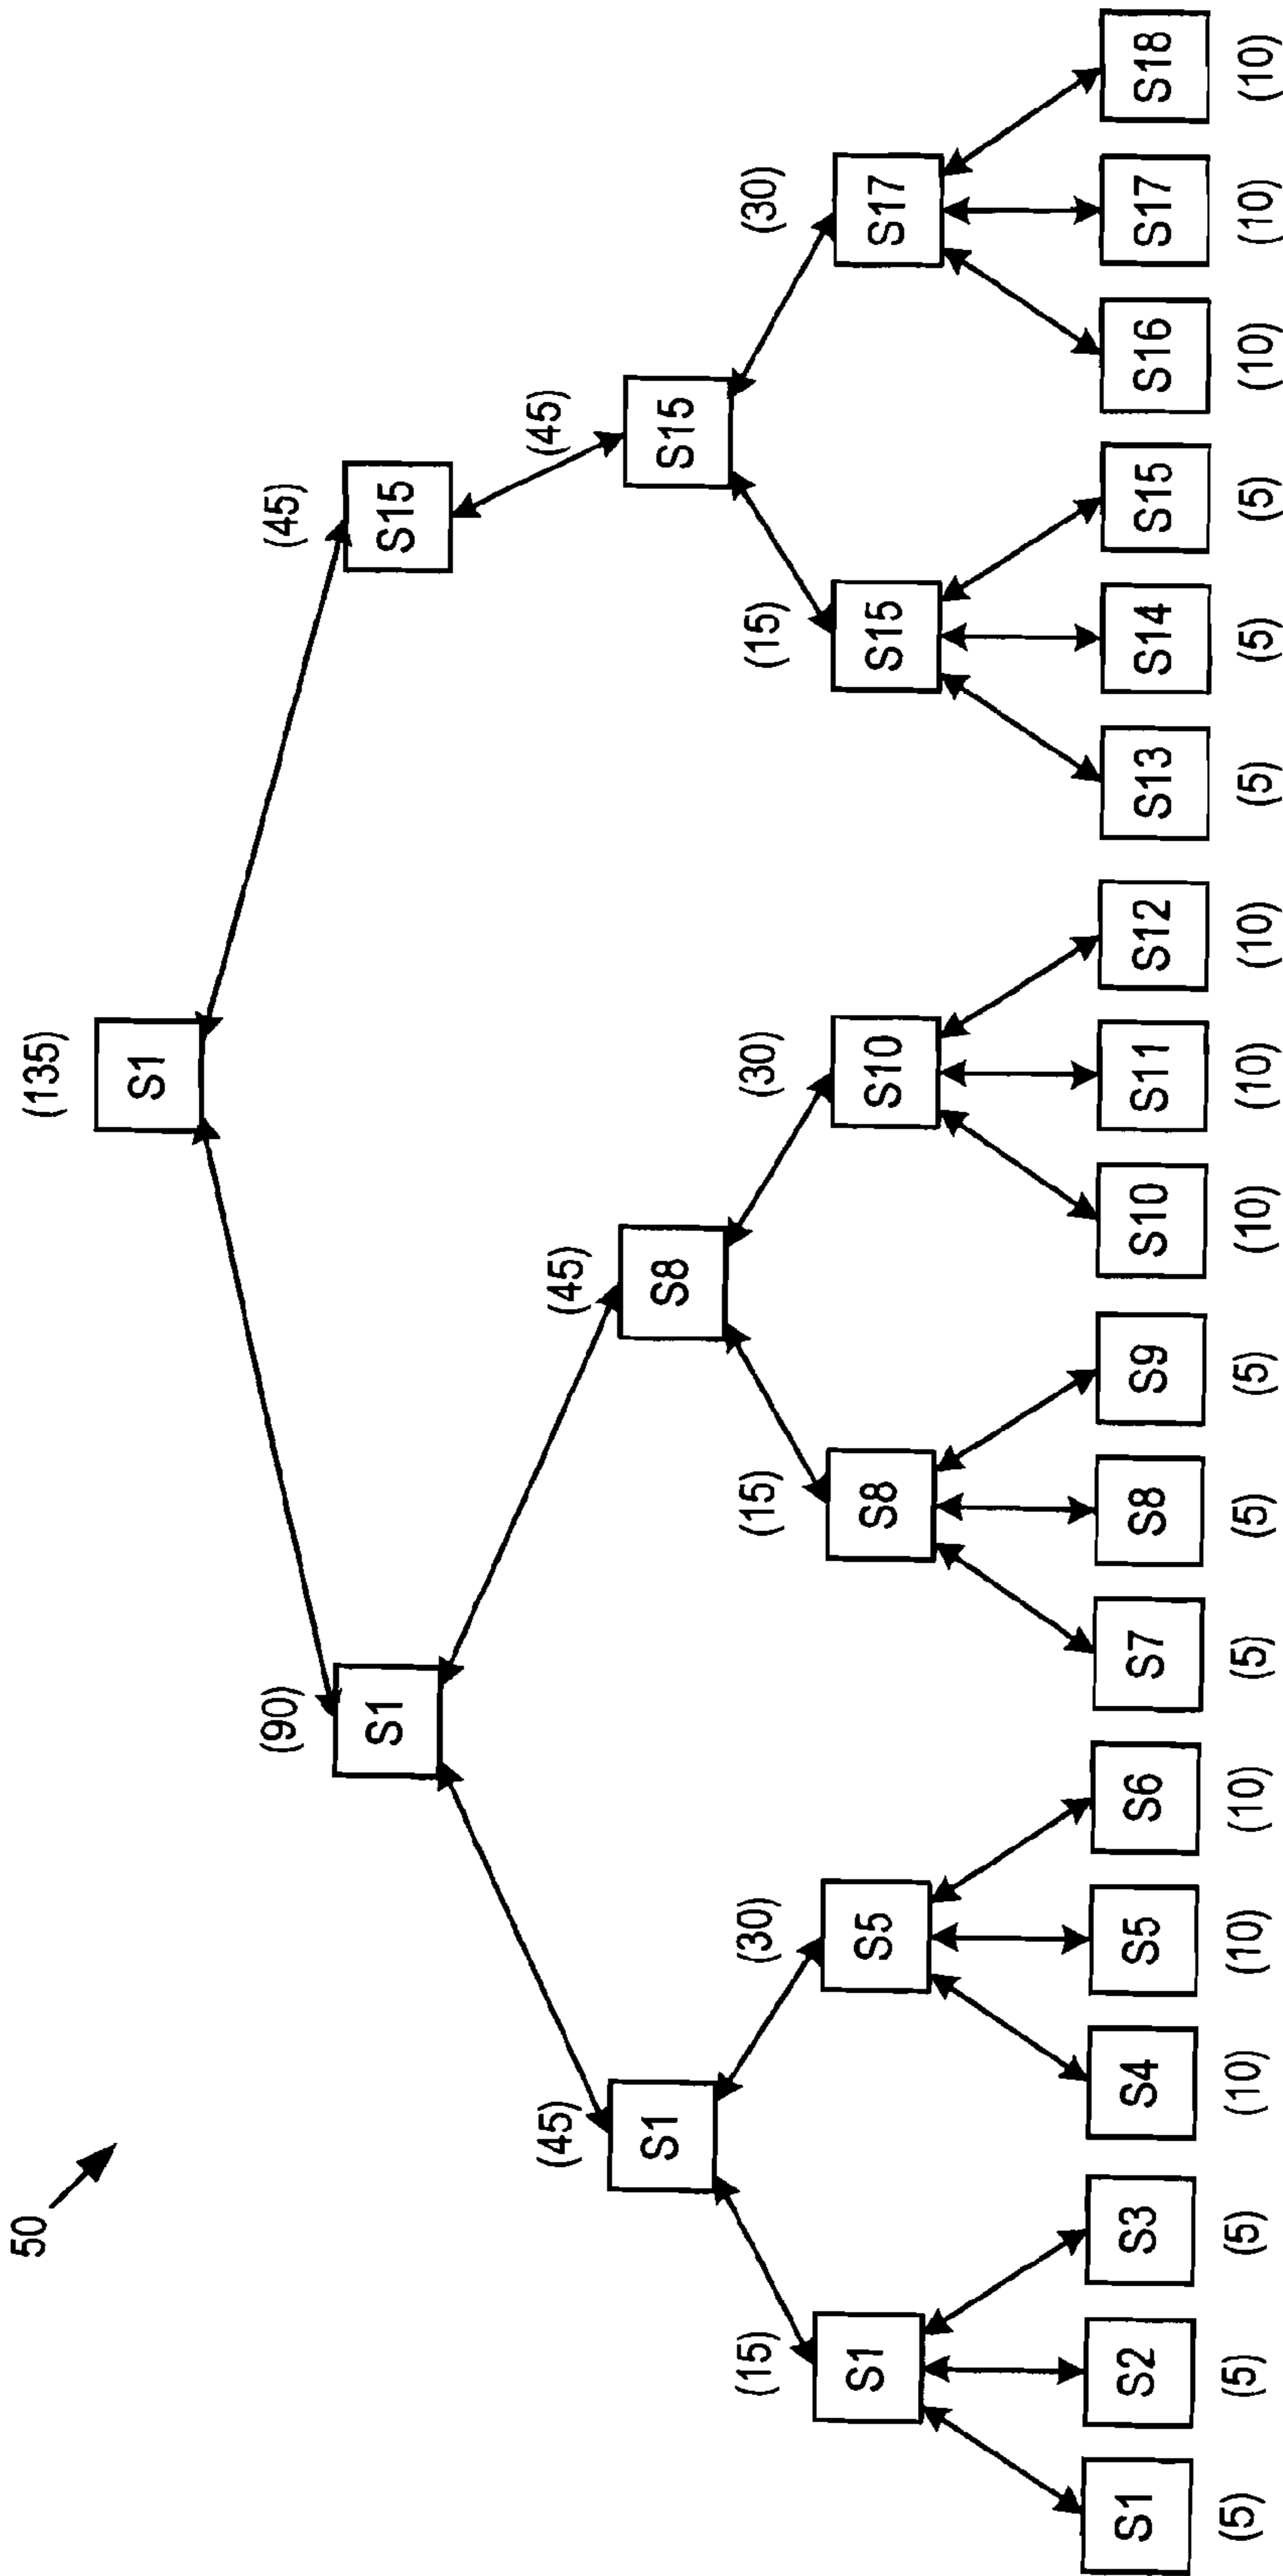 50
(135)
S1
(90)
(45)
S1
S15
(45)
(45)
(45)
S1
S8
S15
(15)
(30)
(15)
(30)
(15)
(30)
S1
S5
S8
S10
S15
S17
S1
S2
S3
S4
S5
S6
S7
S8
S9
S10
S11
S12
S13
S14
S15
S16
S17
S18
(5)
(5)
(5)
(10)
(10)
(10)
(5)
(5)
(5)
(10)
(10)
(10)
(5)
(5)
(5)
(10)
(10)
(10)